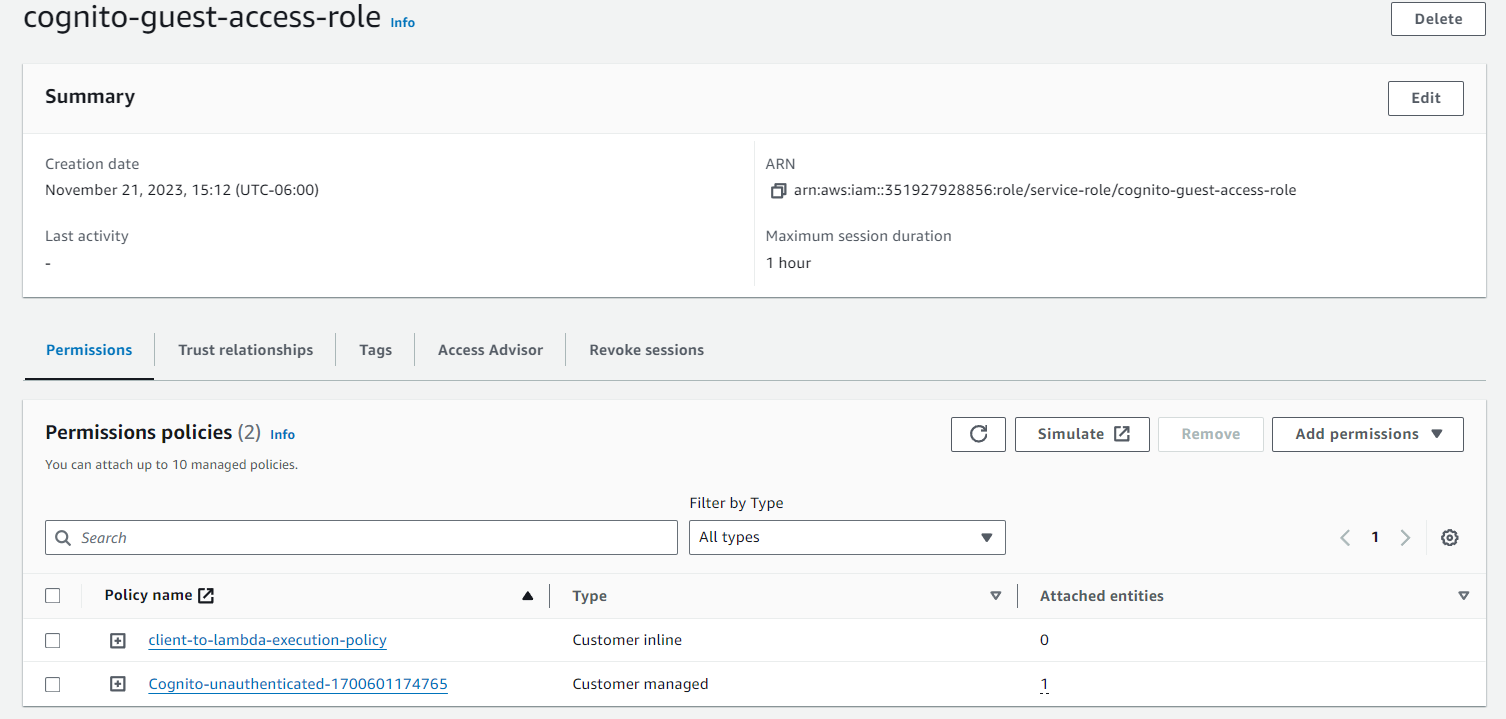 cognito-guest-access-role Info
Delete
Summary
Edit
Creation date
November 21, 2023, 15:12 (UTC-06:00)
ARN
arn:aws:iam::351927928856:role/service-role/cognito-guest-access-role
Last activity
-
Maximum session duration
1 hour
Permissions Trust relationships Tags Access Advisor Revoke sessions
Permissions policies (2) Info
Simulate Remove Add permissions
You can attach up to 10 managed policies.
Filter by Type
Search
All types
1
Policy name Type Attached entities
client-to-lambda-execution-policy Customer inline 0
Cognito-unauthenticated-1700601174765 Customer managed 1